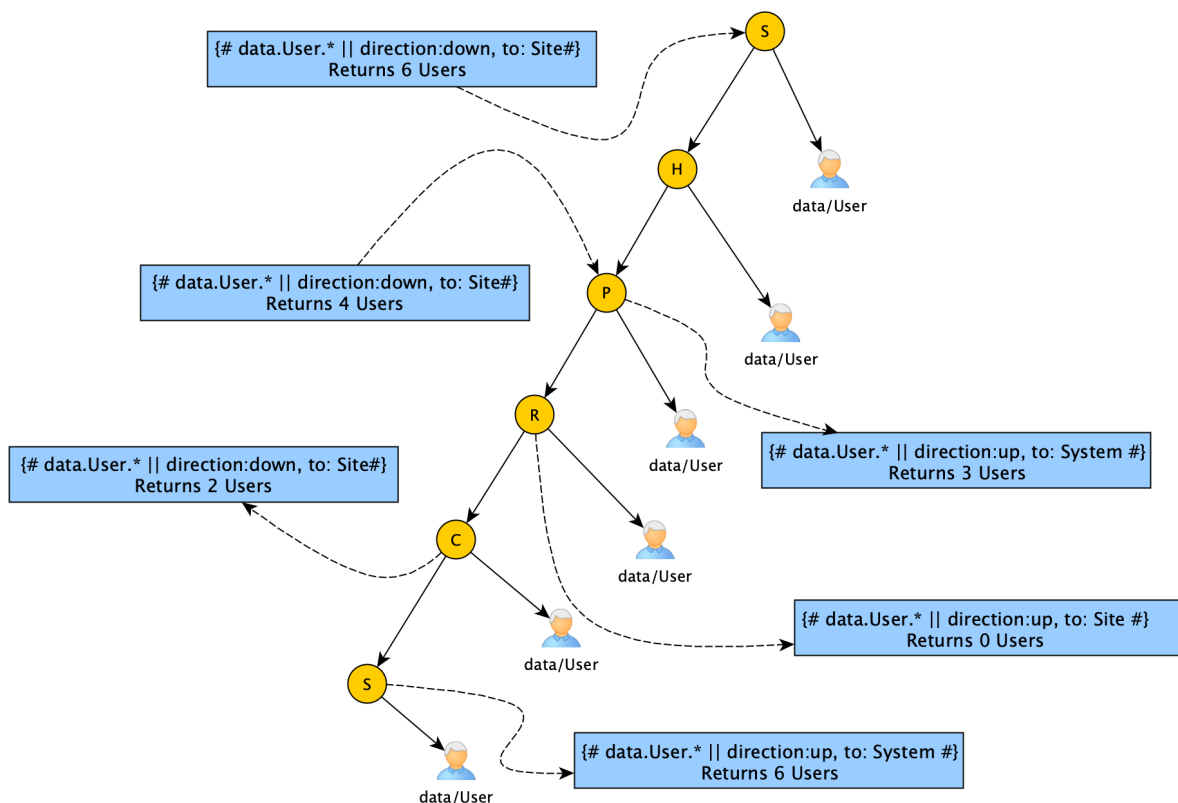 S
{# data.User.* || direction:down, to: Site#}
Returns 6 Users
H
data/User
{# data.User.* || direction:down, to: Site#}
Returns 4 Users
P
data/User
R
data/User
{# data.User.* || direction:up, to: System #}
Returns 3 Users
{# data.User.* || direction:down, to: Site#}
Returns 2 Users
C
data/User
{# data.User.* || direction:up, to: Site #}
Returns 0 Users
data/User
S
{# data.User.* || direction:up, to: System #}
Returns 6 Users
data/User